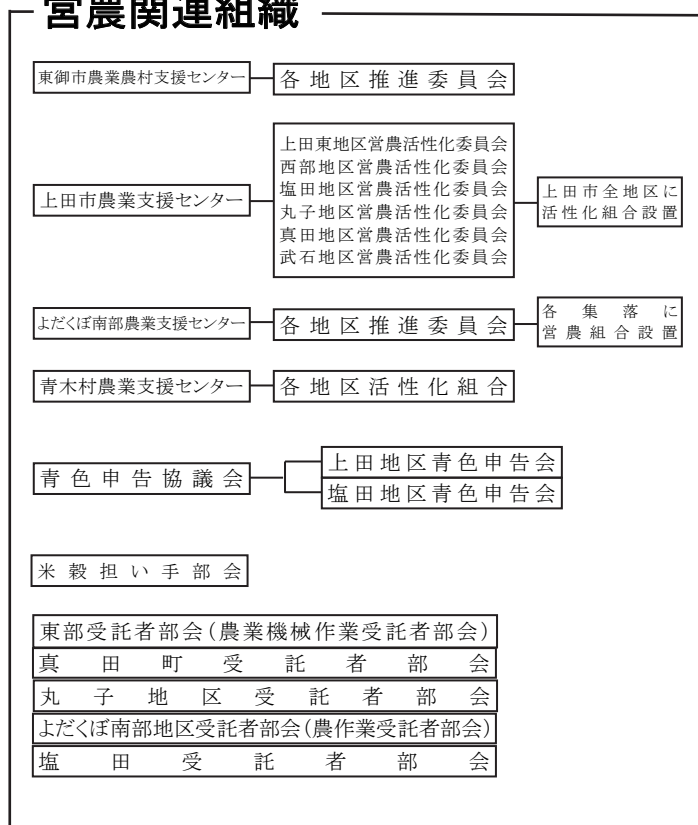 営農関連組織
東御市農業農村支援センター
各地区推進委員会
上田市農業支援センター
上田東地区営農活性化委員会
西部地区営農活性化委員会
塩田地区営農活性化委員会
丸子地区営農活性化委員会
真田地区営農活性化委員会
武石地区営農活性化委員会
上田市全地区に
活性化組合設置
よだくぼ南部農業支援センター
各地区推進委員会
各集落に
営農組合設置
青木村農業支援センター
各地区活性化組合
青色申告協議会
上田地区青色申告会
塩田地区青色申告会
米穀担い手部会
東部受託者部会(農業機械作業受託者部会)
真田町受託者部会
丸子地区受託者部会
よだくぼ南部地区受託者部会(農作業受託者部会)
塩田受託者部会